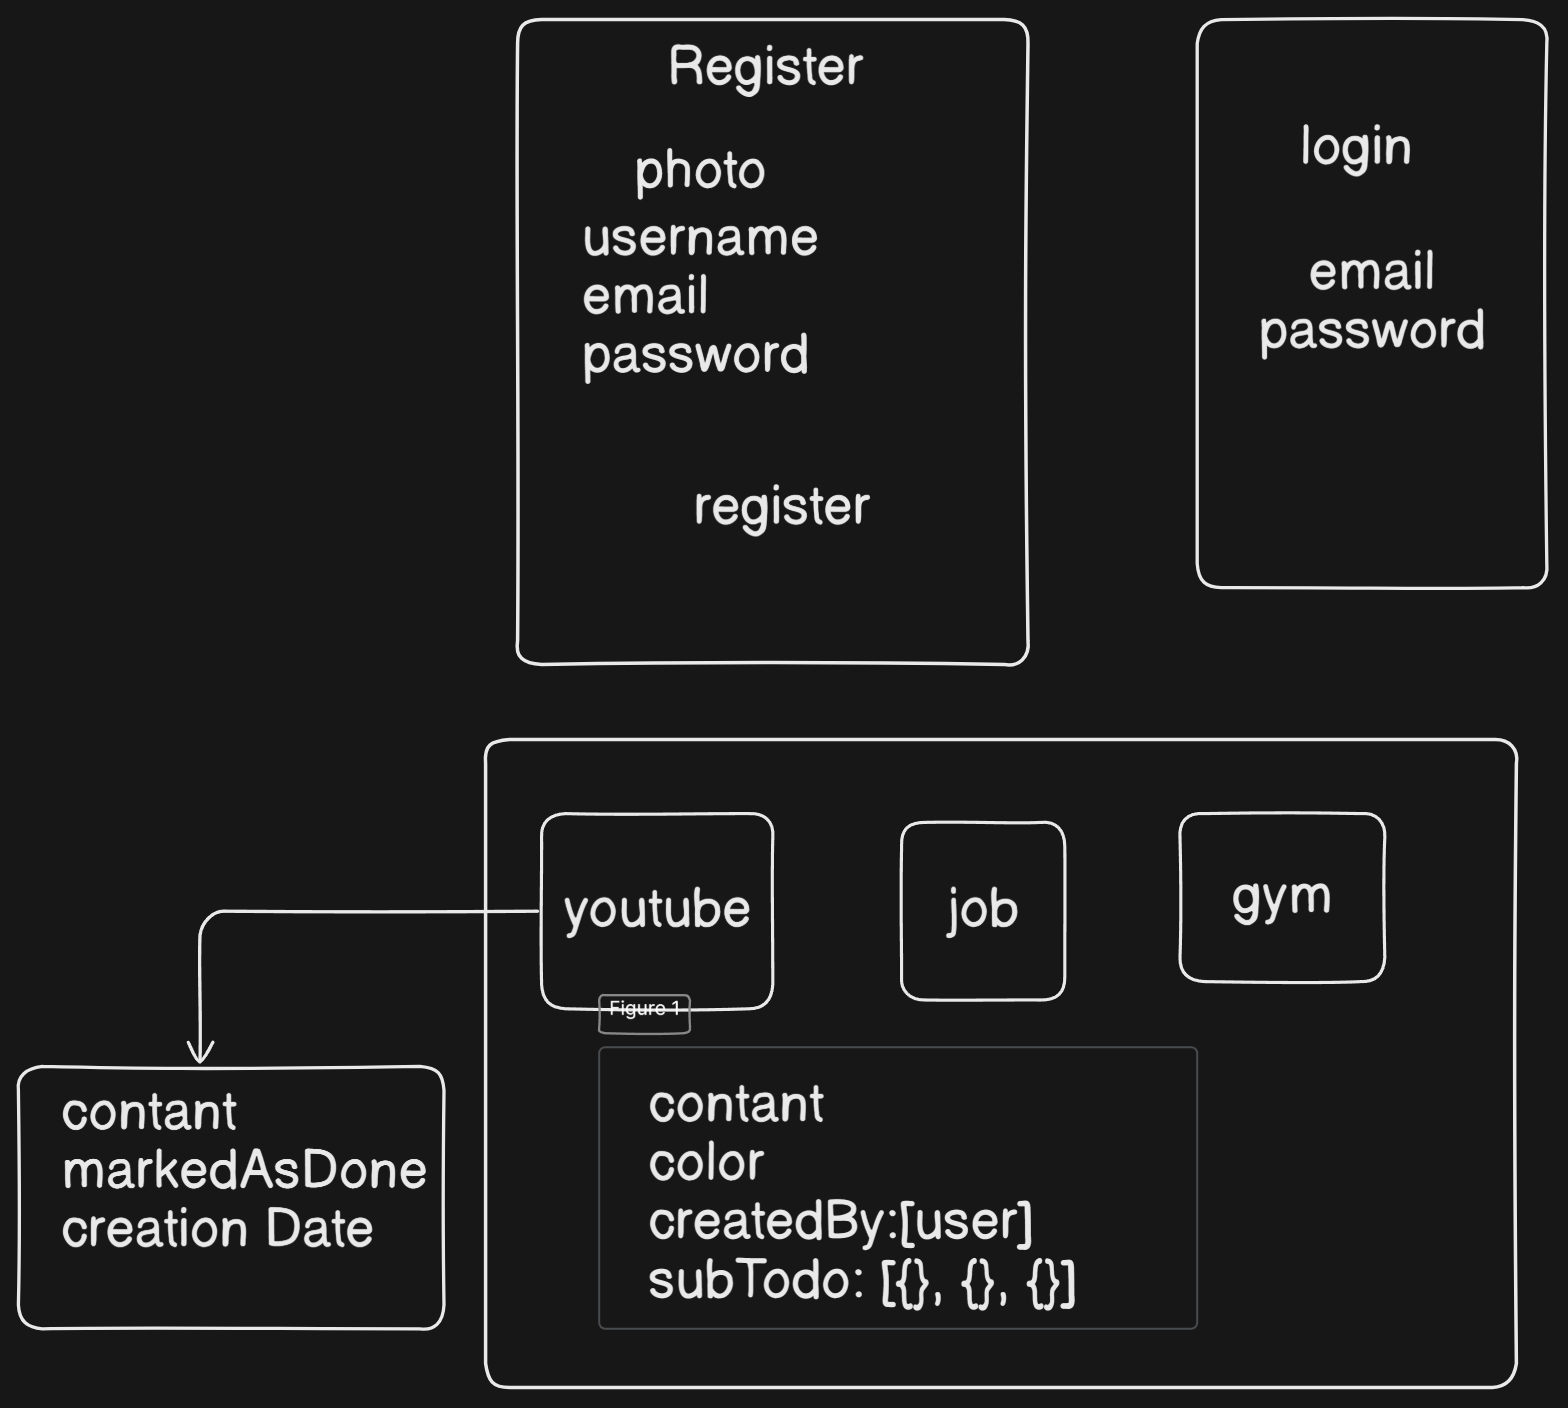 Register
photo
username
email
password
register
login
email
password
youtube
job
gym
Figure 1
contant
markedAsDone
creation Date
contant
color
createdBy:[user]
subTodo: [{}, {}, {}]